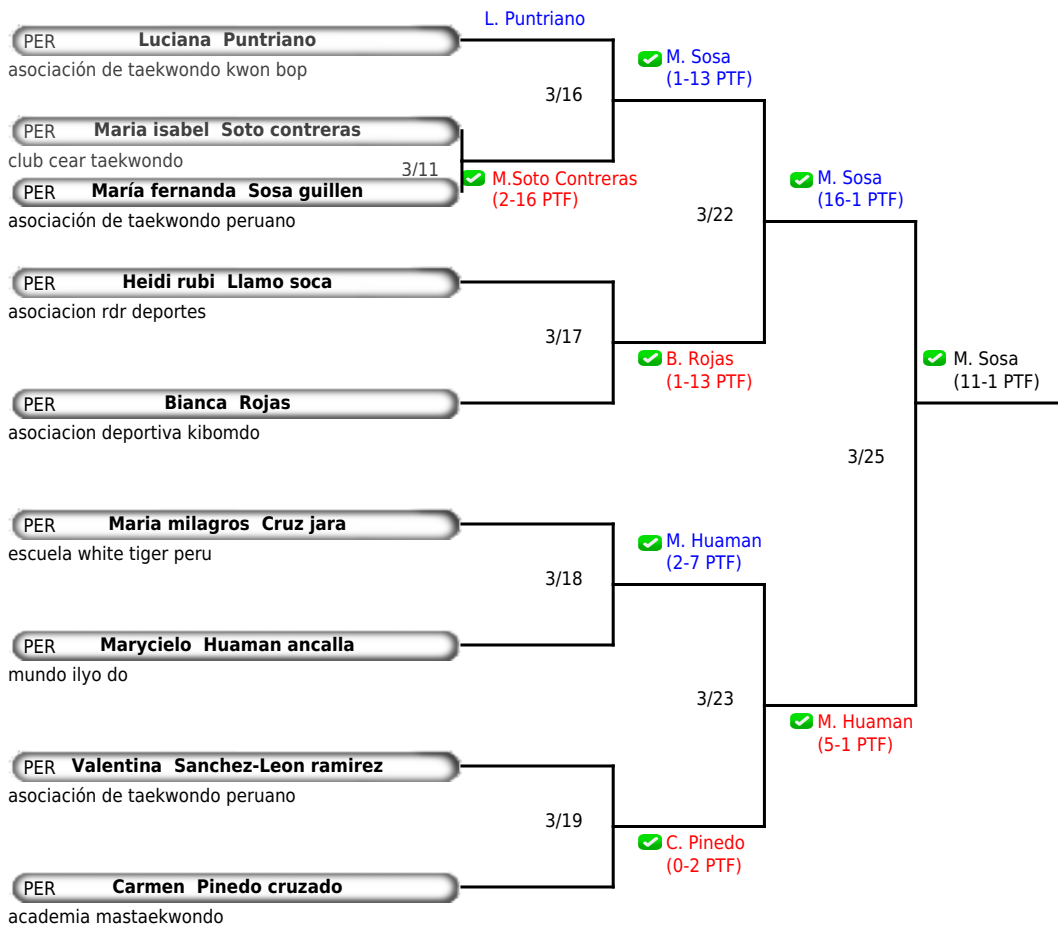 L. Puntriano
PER Luciana Puntriano
asociación de taekwondo kwon bop
M. Sosa
(1-13 PTF)
3/16
PER Maria isabel Soto contreras
club cear taekwondo
3/11
M.Soto Contreras
(2-16 PTF)
PER María fernanda Sosa guillen
asociación de taekwondo peruano
M. Sosa
(16-1 PTF)
3/22
PER Heidi rubi Llamo soca
asociacion rdr deportes
3/17
B. Rojas
(1-13 PTF)
M. Sosa
(11-1 PTF)
PER Bianca Rojas
asociacion deportiva kibomdo
3/25
PER Maria milagros Cruz jara
escuela white tiger peru
M. Huaman
(2-7 PTF)
3/18
PER Marycielo Huaman ancalla
mundo ilyo do
3/23
M. Huaman
(5-1 PTF)
PER Valentina Sanchez-Leon ramirez
asociación de taekwondo peruano
3/19
C. Pinedo
(0-2 PTF)
PER Carmen Pinedo cruzado
academia mastaekwondo